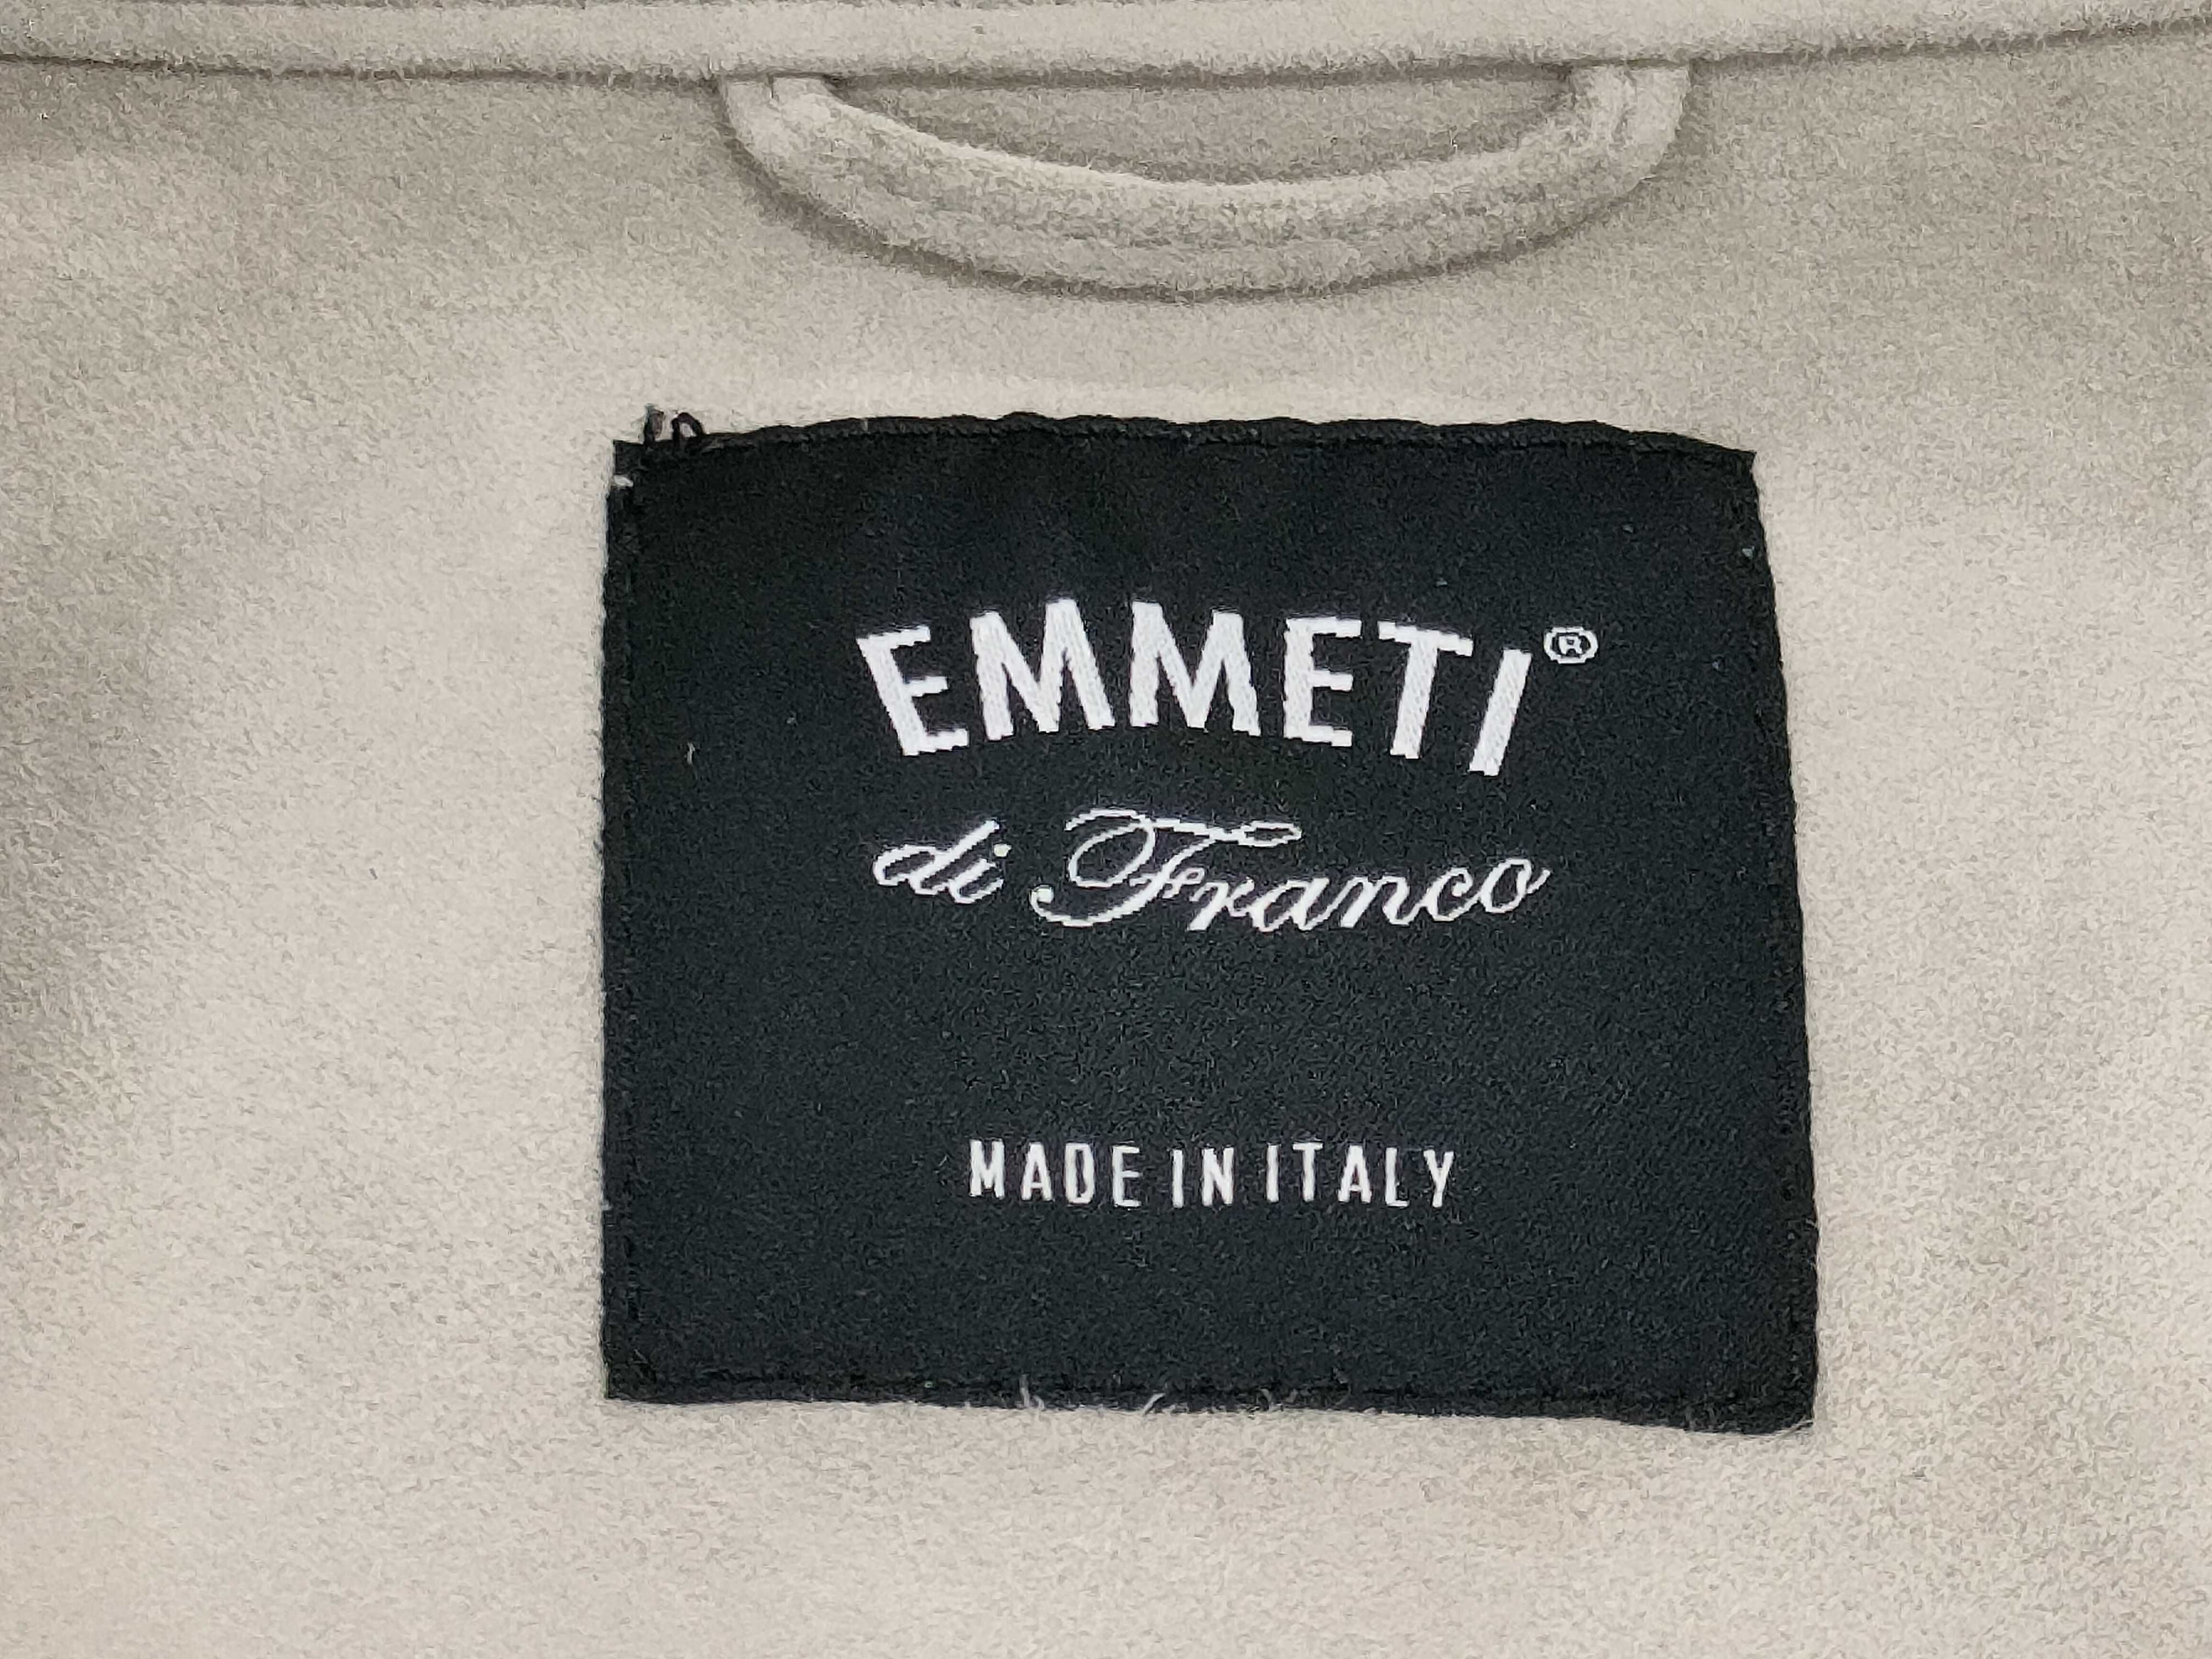 EMMETI®
di Franco
MADE IN ITALY